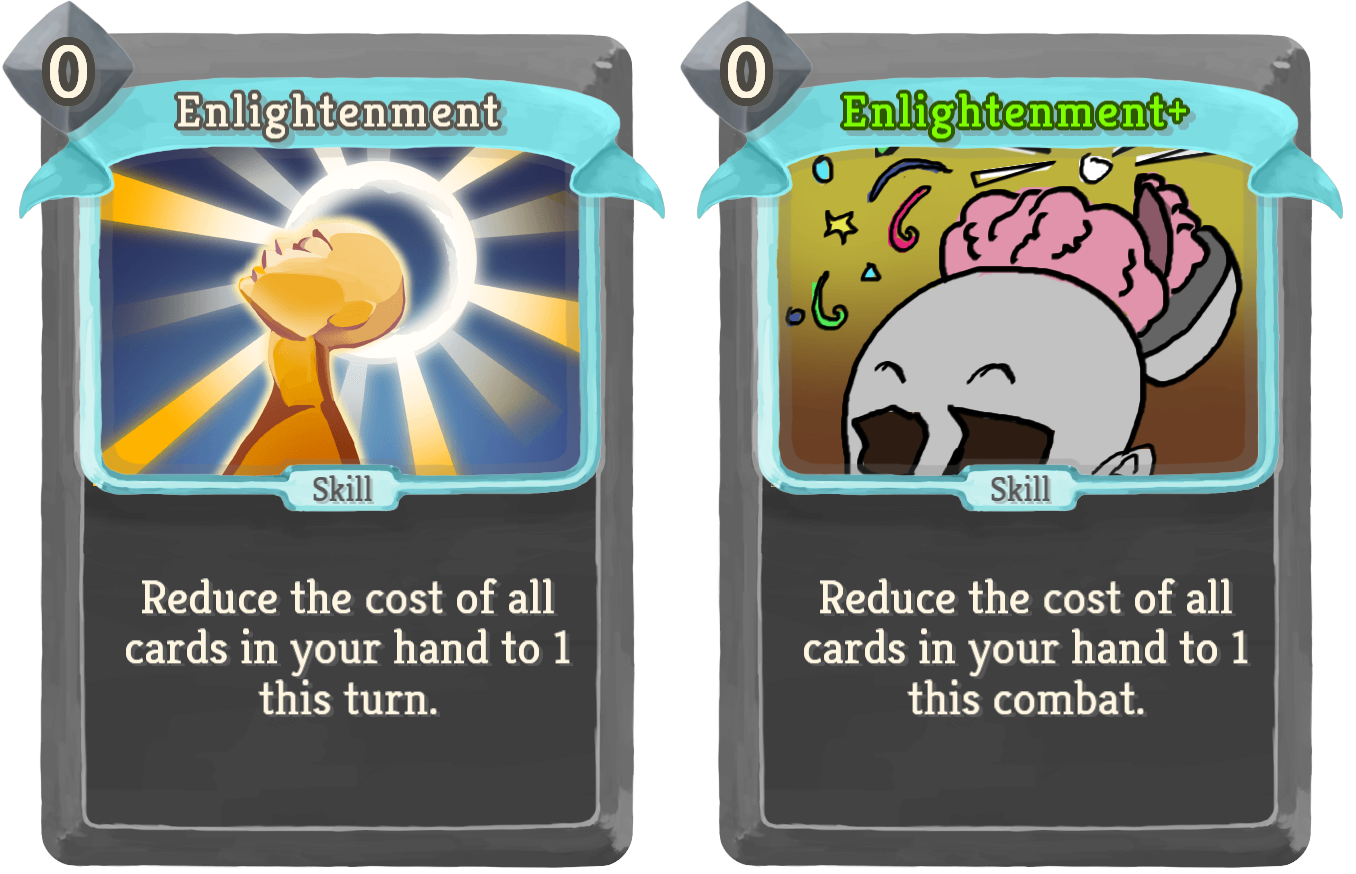 0
Enlightenment
Skill
Reduce the cost of all
cards in your hand to 1
this turn.
0
Enlightenment+
Skill
Reduce the cost of all
cards in your hand to 1
this combat.